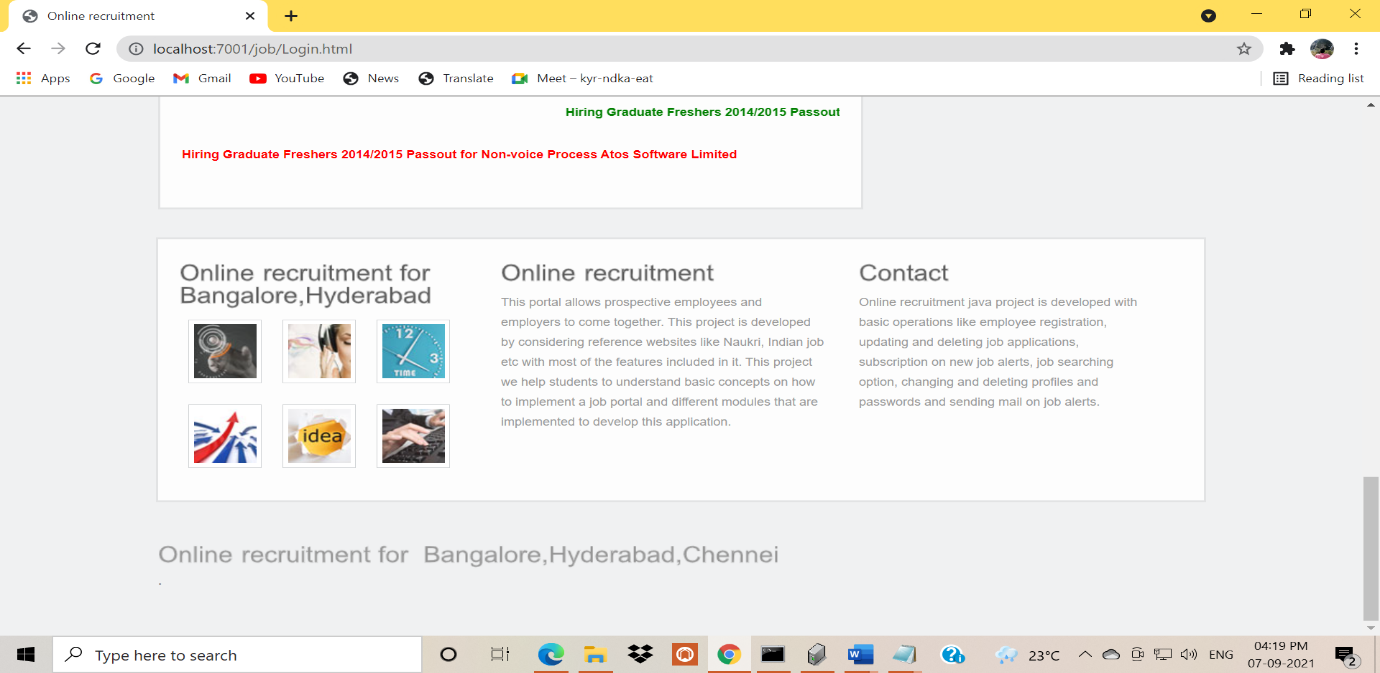 Online recruitment
localhost:7001/job/Login.html
Apps Google Gmail YouTube News Translate Meet – kyr-ndka-eat Reading list
Hiring Graduate Freshers 2014/2015 Passout
Hiring Graduate Freshers 2014/2015 Passout for Non-voice Process Atos Software Limited
Online recruitment for
Bangalore,Hyderabad
12
3
TIME
idea
Online recruitment
This portal allows prospective employees and
employers to come together. This project is developed
by considering reference websites like Naukri, Indian job
etc with most of the features included in it. This project
we help students to understand basic concepts on how
to implement a job portal and different modules that are
implemented to develop this application.
Contact
Online recruitment java project is developed with
basic operations like employee registration,
updating and deleting job applications,
subscription on new job alerts, job searching
option, changing and deleting profiles and
passwords and sending mail on job alerts.
Online recruitment for Bangalore,Hyderabad,Chennei
.
Type here to search
W
23°C
ENG
04:19 PM
07-09-2021
2